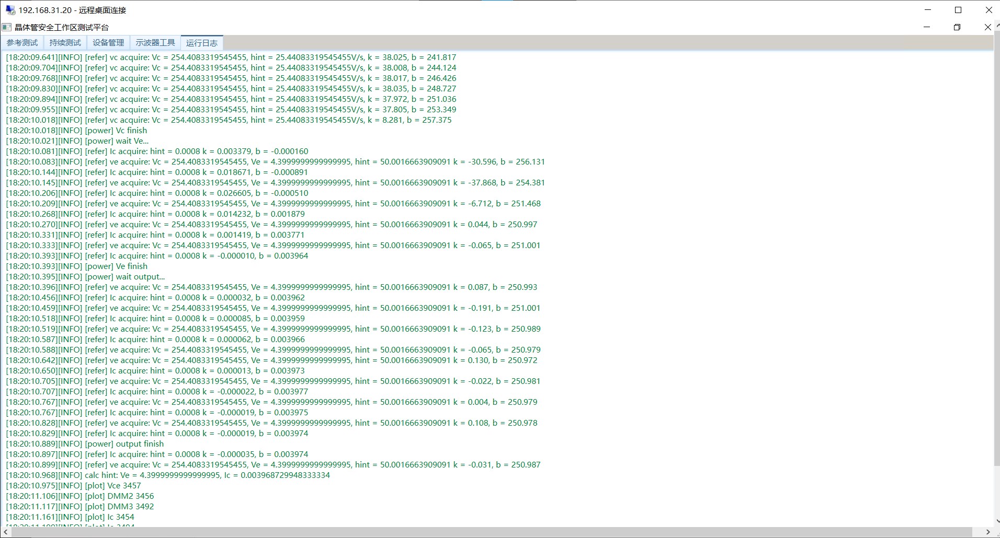 192.168.31.20 - 远程桌面连接
晶体管安全工作区测试平台
参考测试 持续测试 设备管理 示波器工具 运行日志
[18:20:09.641][INFO] [refer] vc acquire: Vc = 254.4083319545455, hint = 25.44083319545455V/s, k = 38.025, b = 241.817
[18:20:09.704][INFO] [refer] vc acquire: Vc = 254.4083319545455, hint = 25.44083319545455V/s, k = 38.008, b = 244.124
[18:20:09.768][INFO] [refer] vc acquire: Vc = 254.4083319545455, hint = 25.44083319545455V/s, k = 38.017, b = 246.426
[18:20:09.830][INFO] [refer] vc acquire: Vc = 254.4083319545455, hint = 25.44083319545455V/s, k = 38.035, b = 248.727
[18:20:09.894][INFO] [refer] vc acquire: Vc = 254.4083319545455, hint = 25.44083319545455V/s, k = 37.972, b = 251.036
[18:20:09.955][INFO] [refer] vc acquire: Vc = 254.4083319545455, hint = 25.44083319545455V/s, k = 37.805, b = 253.349
[18:20:10.018][INFO] [refer] vc acquire: Vc = 254.4083319545455, hint = 25.44083319545455V/s, k = 8.281, b = 257.375
[18:20:10.018][INFO] [power] Vc finish
[18:20:10.021][INFO] [power] wait Ve...
[18:20:10.081][INFO] [refer] Ic acquire: hint = 0.0008 k = 0.003379, b = -0.000160
[18:20:10.083][INFO] [refer] ve acquire: Vc = 254.4083319545455, Ve = 4.3999999999999995, hint = 50.0016663909091 k = -30.596, b = 256.131
[18:20:10.144][INFO] [refer] Ic acquire: hint = 0.0008 k = 0.018671, b = -0.000891
[18:20:10.145][INFO] [refer] ve acquire: Vc = 254.4083319545455, Ve = 4.3999999999999995, hint = 50.0016663909091 k = -37.868, b = 254.381
[18:20:10.206][INFO] [refer] Ic acquire: hint = 0.0008 k = 0.026605, b = -0.000510
[18:20:10.209][INFO] [refer] ve acquire: Vc = 254.4083319545455, Ve = 4.3999999999999995, hint = 50.0016663909091 k = -6.712, b = 251.468
[18:20:10.268][INFO] [refer] Ic acquire: hint = 0.0008 k = 0.014232, b = 0.001879
[18:20:10.270][INFO] [refer] ve acquire: Vc = 254.4083319545455, Ve = 4.3999999999999995, hint = 50.0016663909091 k = 0.044, b = 250.997
[18:20:10.331][INFO] [refer] Ic acquire: hint = 0.0008 k = 0.001419, b = 0.003771
[18:20:10.333][INFO] [refer] ve acquire: Vc = 254.4083319545455, Ve = 4.3999999999999995, hint = 50.0016663909091 k = -0.065, b = 251.001
[18:20:10.393][INFO] [refer] Ic acquire: hint = 0.0008 k = -0.000010, b = 0.003964
[18:20:10.393][INFO] [power] Ve finish
[18:20:10.395][INFO] [power] wait output...
[18:20:10.396][INFO] [refer] ve acquire: Vc = 254.4083319545455, Ve = 4.3999999999999995, hint = 50.0016663909091 k = 0.087, b = 250.993
[18:20:10.456][INFO] [refer] Ic acquire: hint = 0.0008 k = 0.000032, b = 0.003962
[18:20:10.459][INFO] [refer] ve acquire: Vc = 254.4083319545455, Ve = 4.3999999999999995, hint = 50.0016663909091 k = -0.191, b = 251.001
[18:20:10.518][INFO] [refer] Ic acquire: hint = 0.0008 k = 0.000085, b = 0.003959
[18:20:10.519][INFO] [refer] ve acquire: Vc = 254.4083319545455, Ve = 4.3999999999999995, hint = 50.0016663909091 k = -0.123, b = 250.989
[18:20:10.587][INFO] [refer] Ic acquire: hint = 0.0008 k = 0.000062, b = 0.003966
[18:20:10.588][INFO] [refer] ve acquire: Vc = 254.4083319545455, Ve = 4.3999999999999995, hint = 50.0016663909091 k = -0.065, b = 250.979
[18:20:10.642][INFO] [refer] ve acquire: Vc = 254.4083319545455, Ve = 4.3999999999999995, hint = 50.0016663909091 k = 0.130, b = 250.972
[18:20:10.650][INFO] [refer] Ic acquire: hint = 0.0008 k = 0.000013, b = 0.003973
[18:20:10.705][INFO] [refer] ve acquire: Vc = 254.4083319545455, Ve = 4.3999999999999995, hint = 50.0016663909091 k = -0.022, b = 250.981
[18:20:10.707][INFO] [refer] Ic acquire: hint = 0.0008 k = -0.000022, b = 0.003977
[18:20:10.767][INFO] [refer] ve acquire: Vc = 254.4083319545455, Ve = 4.3999999999999995, hint = 50.0016663909091 k = 0.004, b = 250.979
[18:20:10.767][INFO] [refer] Ic acquire: hint = 0.0008 k = -0.000019, b = 0.003975
[18:20:10.828][INFO] [refer] ve acquire: Vc = 254.4083319545455, Ve = 4.3999999999999995, hint = 50.0016663909091 k = 0.108, b = 250.978
[18:20:10.829][INFO] [refer] Ic acquire: hint = 0.0008 k = -0.000019, b = 0.003974
[18:20:10.889][INFO] [power] output finish
[18:20:10.897][INFO] [refer] Ic acquire: hint = 0.0008 k = -0.000035, b = 0.003974
[18:20:10.899][INFO] [refer] ve acquire: Vc = 254.4083319545455, Ve = 4.3999999999999995, hint = 50.0016663909091 k = -0.031, b = 250.987
[18:20:10.968][INFO] calc hint: Ve = 4.3999999999999995, Ic = 0.003968729948333334
[18:20:10.975][INFO] [plot] Vce 3457
[18:20:11.106][INFO] [plot] DMM2 3456
[18:20:11.117][INFO] [plot] DMM3 3492
[18:20:11.161][INFO] [plot] Ic 3454